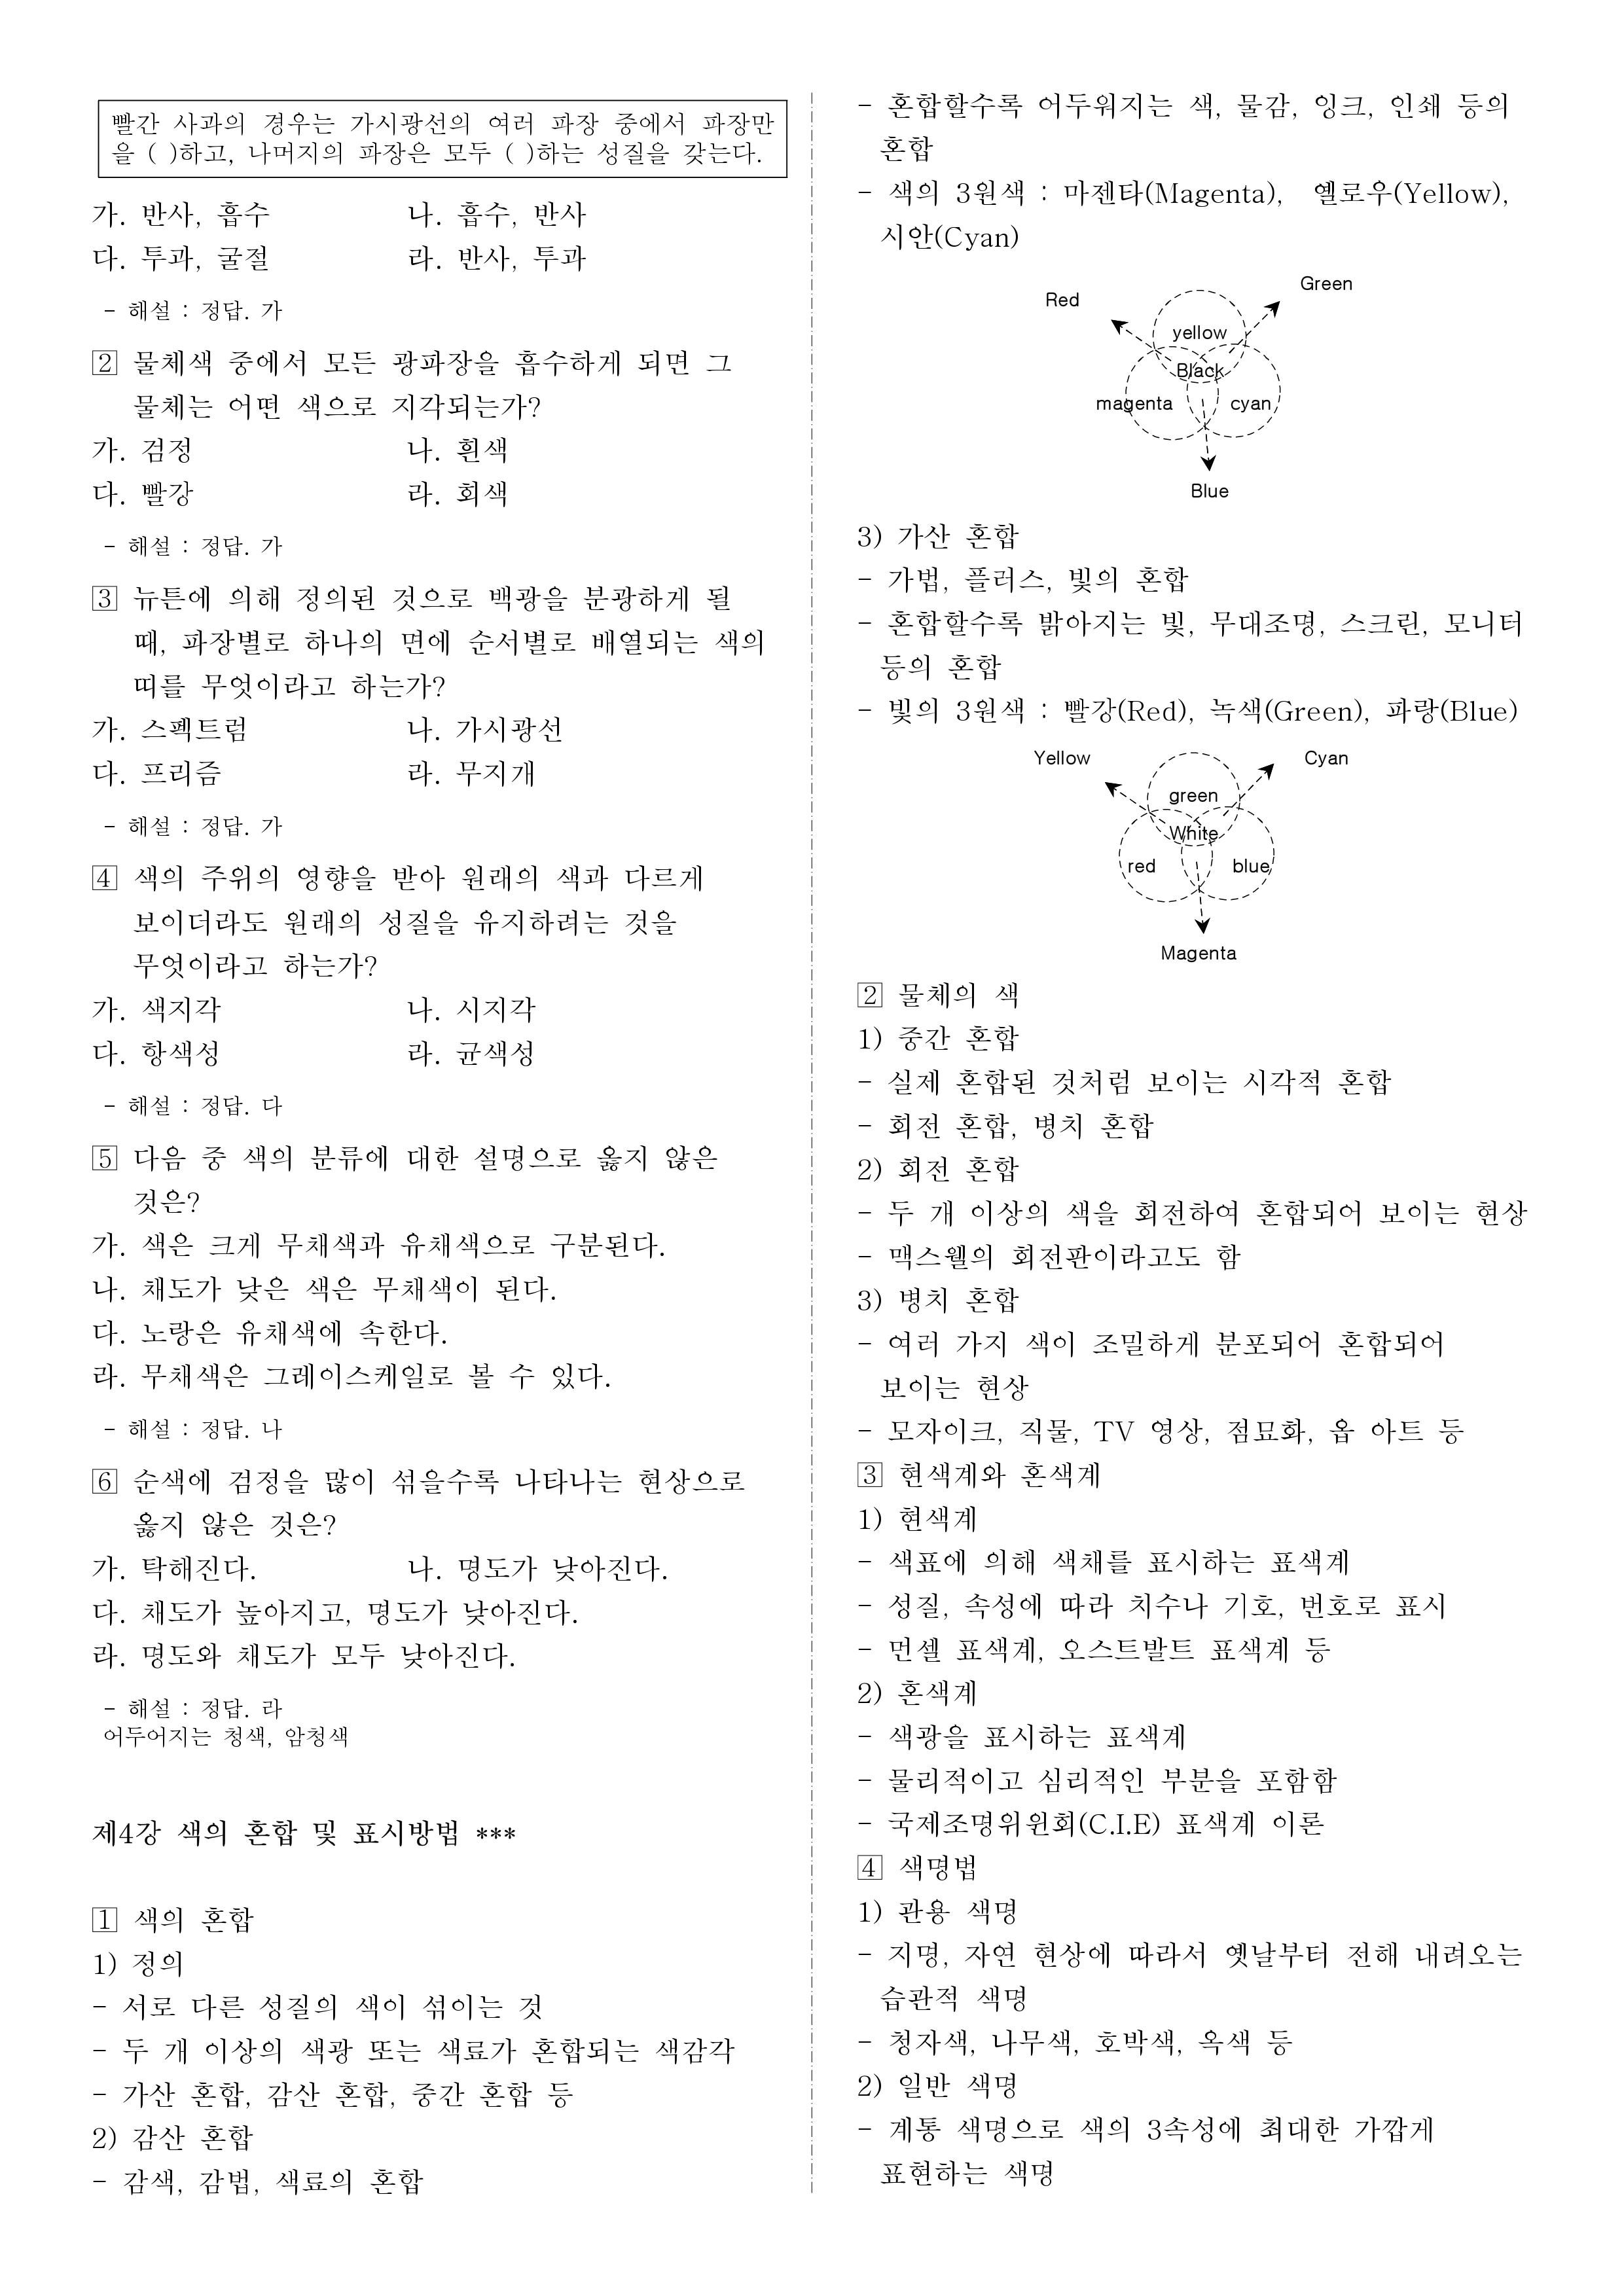 빨간 사과의 경우는 가시광선의 여러 파장 중에서 파장만
을 ( )하고, 나머지의 파장은 모두 ( )하는 성질을 갖는다.
가. 반사, 흡수 나. 흡수, 반사
다. 투과, 굴절 라. 반사, 투과
- 해설 : 정답. 가
2 물체색 중에서 모든 광파장을 흡수하게 되면 그
물체는 어떤 색으로 지각되는가?
가. 검정 나. 흰색
다. 빨강 라. 회색
- 해설 : 정답. 가
3 뉴튼에 의해 정의된 것으로 백광을 분광하게 될
때, 파장별로 하나의 면에 순서별로 배열되는 색의
띠를 무엇이라고 하는가?
가. 스펙트럼 나. 가시광선
다. 프리즘 라. 무지개
- 해설 : 정답. 가
4 색의 주위의 영향을 받아 원래의 색과 다르게
보이더라도 원래의 성질을 유지하려는 것을
무엇이라고 하는가?
가. 색지각 나. 시지각
다. 항색성 라. 균색성
- 해설 : 정답. 다
5 다음 중 색의 분류에 대한 설명으로 옳지 않은
것은?
가. 색은 크게 무채색과 유채색으로 구분된다.
나. 채도가 낮은 색은 무채색이 된다.
다. 노랑은 유채색에 속한다.
라. 무채색은 그레이스케일로 볼 수 있다.
- 해설 : 정답. 나
6 순색에 검정을 많이 섞을수록 나타나는 현상으로
옳지 않은 것은?
가. 탁해진다. 나. 명도가 낮아진다.
다. 채도가 높아지고, 명도가 낮아진다.
라. 명도와 채도가 모두 낮아진다.
- 해설 : 정답. 라
어두어지는 청색, 암청색
제4강 색의 혼합 및 표시방법 ***
1 색의 혼합
1) 정의
- 서로 다른 성질의 색이 섞이는 것
- 두 개 이상의 색광 또는 색료가 혼합되는 색감각
- 가산 혼합, 감산 혼합, 중간 혼합 등
2) 감산 혼합
- 감색, 감법, 색료의 혼합
- 혼합할수록 어두워지는 색, 물감, 잉크, 인쇄 등의
혼합
- 색의 3원색 : 마젠타(Magenta), 옐로우(Yellow),
시안(Cyan)
Green
Red
yellow
Black
magenta cyan
Blue
3) 가산 혼합
- 가법, 플러스, 빛의 혼합
- 혼합할수록 밝아지는 빛, 무대조명, 스크린, 모니터
등의 혼합
- 빛의 3원색 : 빨강(Red), 녹색(Green), 파랑(Blue)
Yellow Cyan
green
White
red blue
Magenta
2 물체의 색
1) 중간 혼합
- 실제 혼합된 것처럼 보이는 시각적 혼합
- 회전 혼합, 병치 혼합
2) 회전 혼합
- 두 개 이상의 색을 회전하여 혼합되어 보이는 현상
- 맥스웰의 회전판이라고도 함
3) 병치 혼합
- 여러 가지 색이 조밀하게 분포되어 혼합되어
보이는 현상
- 모자이크, 직물, TV 영상, 점묘화, 옵 아트 등
3 현색계와 혼색계
1) 현색계
- 색표에 의해 색채를 표시하는 표색계
- 성질, 속성에 따라 치수나 기호, 번호로 표시
- 먼셀 표색계, 오스트발트 표색계 등
2) 혼색계
- 색광을 표시하는 표색계
- 물리적이고 심리적인 부분을 포함함
- 국제조명위원회(C.I.E) 표색계 이론
4 색명법
1) 관용 색명
- 지명, 자연 현상에 따라서 옛날부터 전해 내려오는
습관적 색명
- 청자색, 나무색, 호박색, 옥색 등
2) 일반 색명
- 계통 색명으로 색의 3속성에 최대한 가깝게
표현하는 색명